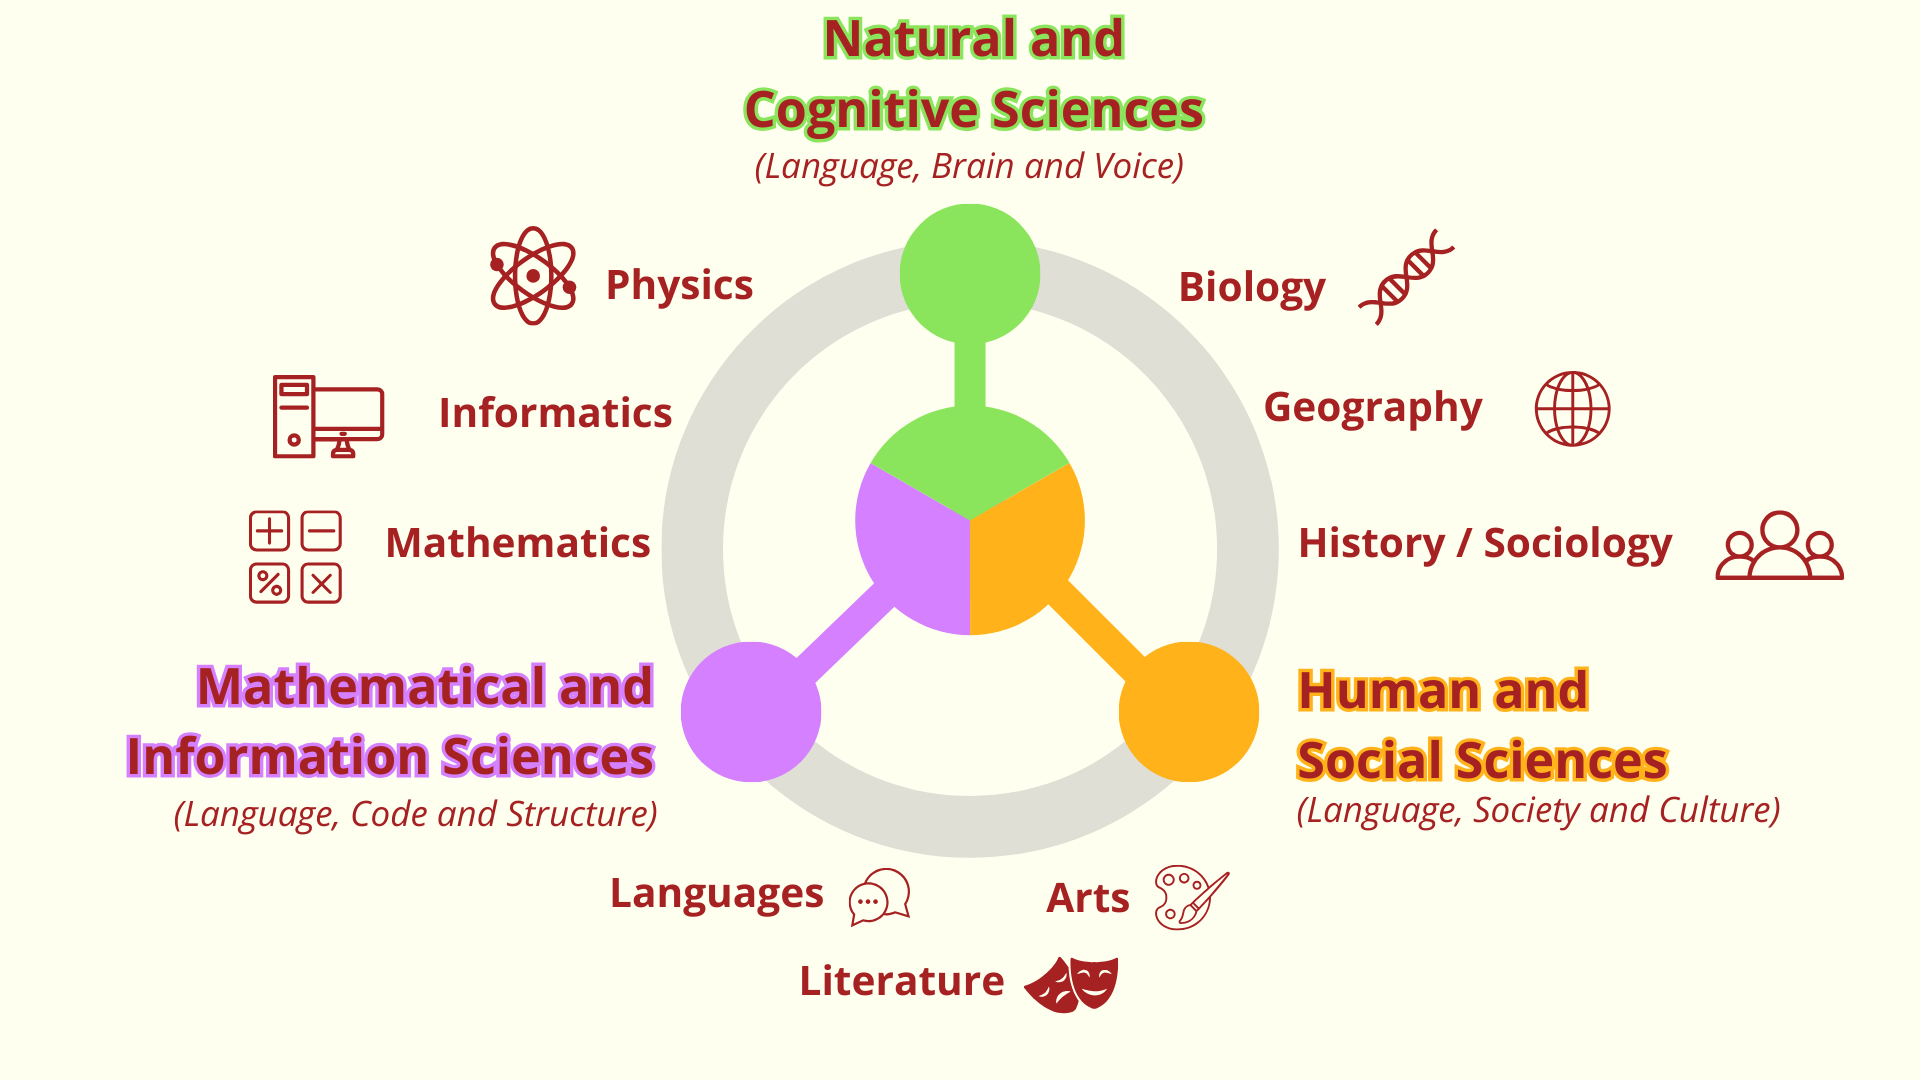 Natural and
Cognitive Sciences
(Language, Brain and Voice)
Physics
Biology
Informatics
Geography
Mathematics
History / Sociology
Mathematical and
Information Sciences
(Language, Code and Structure)
Human and
Social Sciences
(Language, Society and Culture)
Languages
Arts
Literature